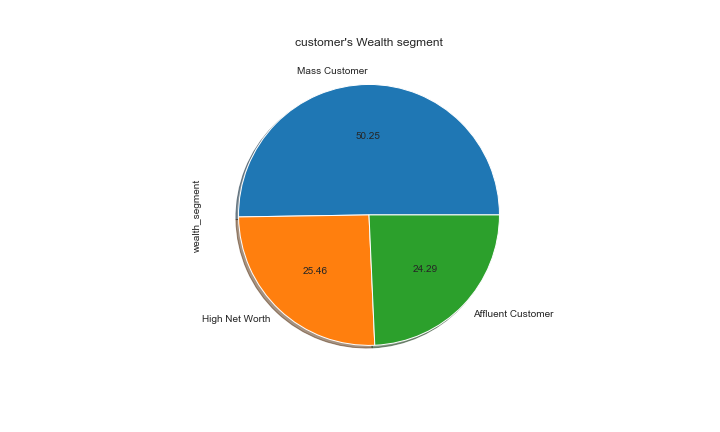 customer's Wealth segment
Mass Customer
50.25
wealth_segment
25.46
24.29
High Net Worth
Affluent Customer